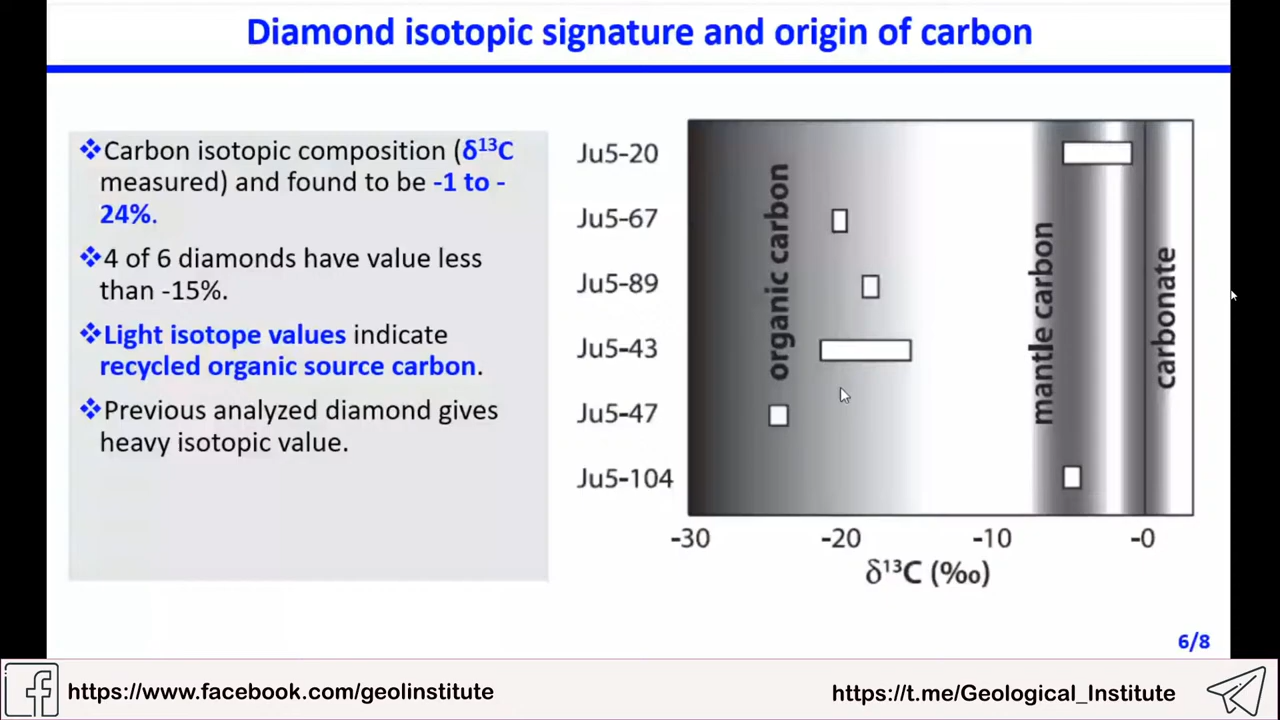 Diamond isotopic signature and origin of carbon
❖Carbon isotopic composition (δ¹³C
measured) and found to be -1 to -
24%.
❖4 of 6 diamonds have value less
than -15%.
❖Light isotope values indicate
recycled organic source carbon.
❖Previous analyzed diamond gives
heavy isotopic value.
Ju5-20
Ju5-67
Ju5-89
Ju5-43
Ju5-47
Ju5-104
organic carbon
mantle carbon
carbonate
-30 -20 -10 -0
δ¹³C (‰)
6/8
https://www.facebook.com/geolinstitute
https://t.me/Geological_Institute